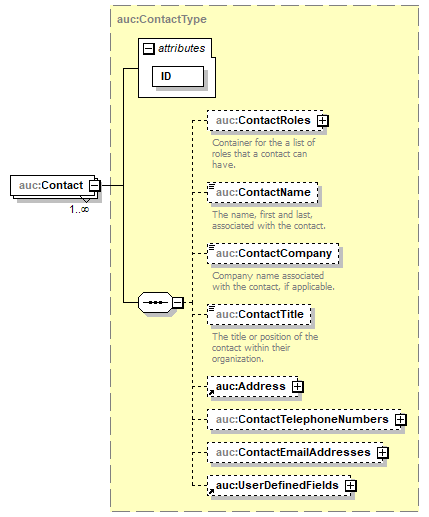 auc:ContactType
attributes
ID
auc:ContactRoles
Container for the a list of
roles that a contact can
have.
auc:Contact
1..∞
auc:ContactName
The name, first and last,
associated with the contact.
auc:ContactCompany
Company name associated
with the contact, if applicable.
auc:ContactTitle
The title or position of the
contact within their
organization.
auc:Address
auc:ContactTelephoneNumbers
auc:ContactEmailAddresses
auc:UserDefinedFields